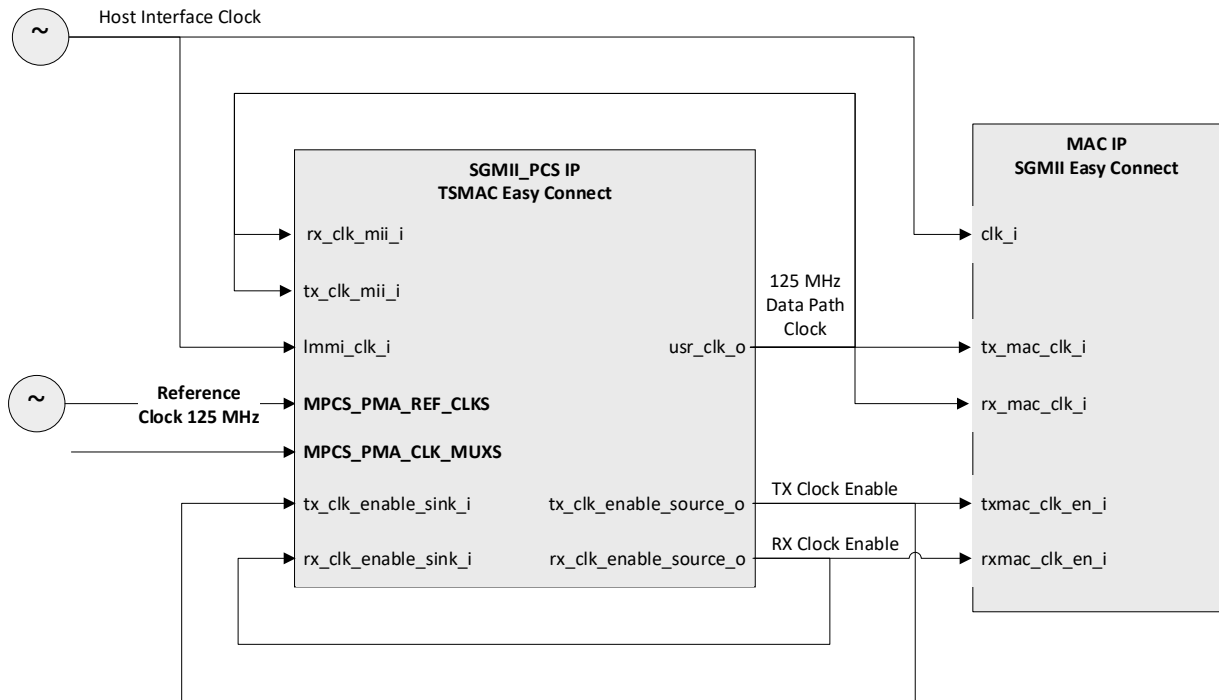 Host Interface Clock
~
MAC IP
SGMII Easy Connect
SGMII_PCS IP
TSMAC Easy Connect
rx_clk_mii_i
clk_i
tx_clk_mii_i
125 MHz
Data Path
Clock
lmmi_clk_i
usr_clk_o
tx_mac_clk_i
~
Reference
Clock 125 MHz
MPCS_PMA_REF_CLKS
rx_mac_clk_i
MPCS_PMA_CLK_MUXS
tx_clk_enable_sink_i
tx_clk_enable_source_o
TX Clock Enable
txmac_clk_en_i
rx_clk_enable_sink_i
rx_clk_enable_source_o
RX Clock Enable
rxmac_clk_en_i